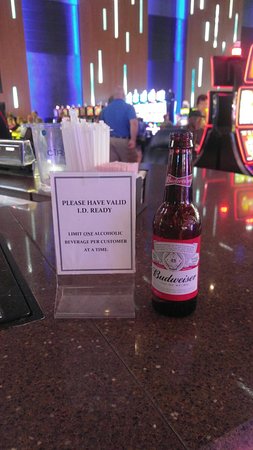 PLEASE HAVE VALID
I.D. READY
LIMIT ONE ALCOHOLIC
BEVERAGE PER CUSTOMER
AT A TIME.
Budweiser